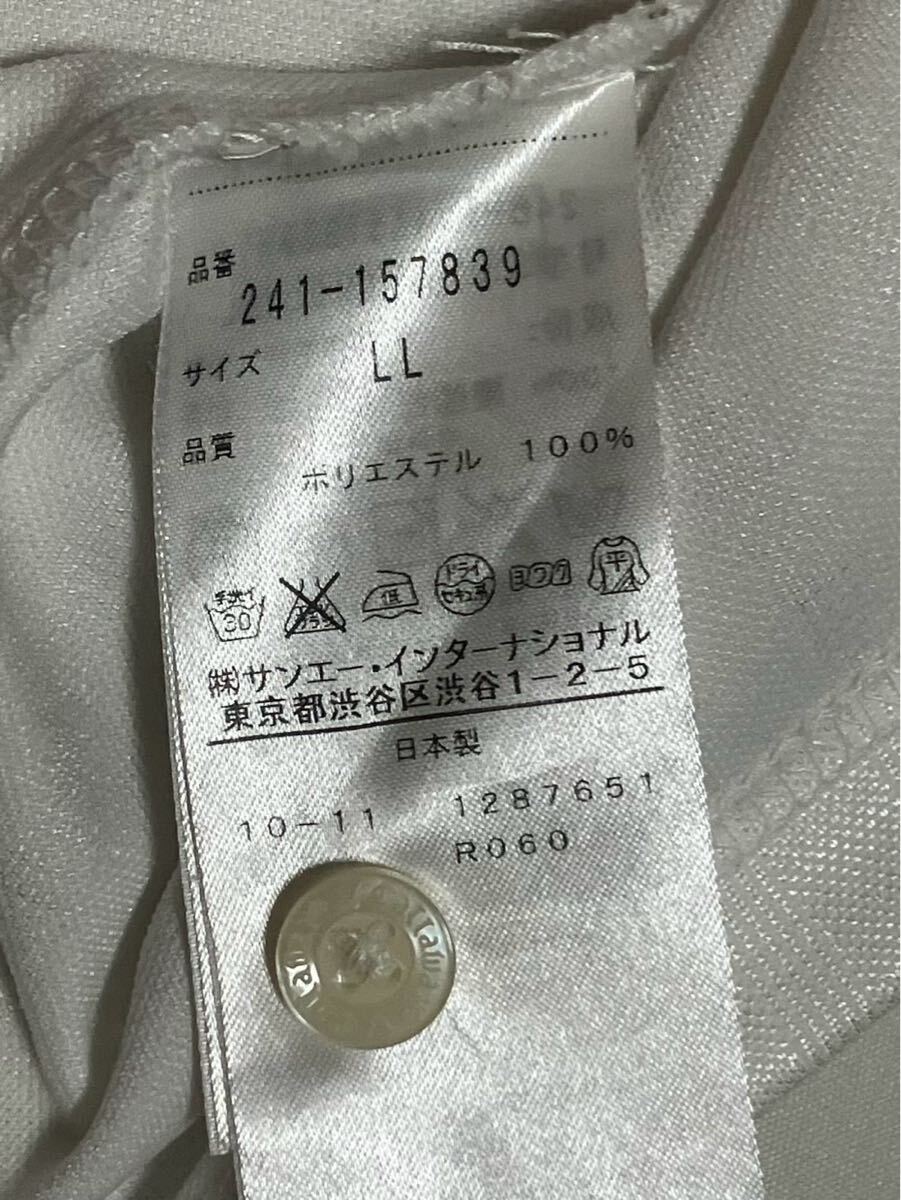 品番
241-157839
サイズ LL
品質
ポリエステル 100%
手洗イ 30 低 ドライ セキユ系 ヨワク 平
㈱サンエー・インターナショナル
東京都渋谷区渋谷1-2-5
日本製
10-11 1287651
R060